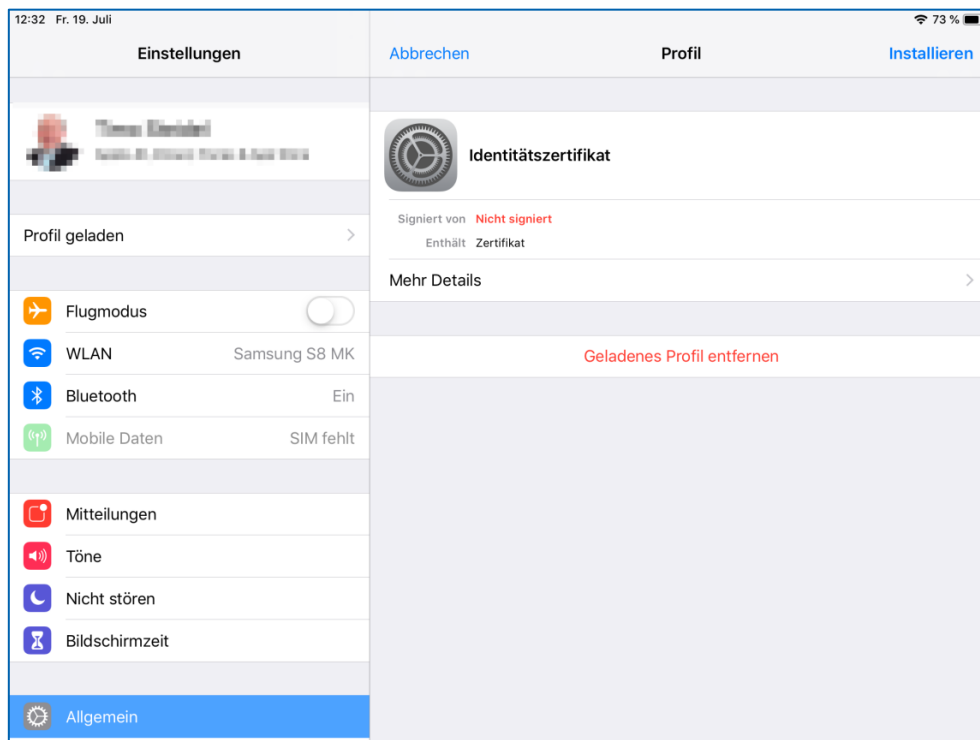 12:32 Fr. 19. Juli
73 %
Einstellungen
Abbrechen
Profil
Installieren
Profil geladen
Flugmodus
WLAN Samsung S8 MK
Bluetooth Ein
Mobile Daten SIM fehlt
Mitteilungen
Töne
Nicht stören
Bildschirmzeit
Allgemein
Identitätszertifikat
Signiert von Nicht signiert
Enthält Zertifikat
Mehr Details
Geladenes Profil entfernen